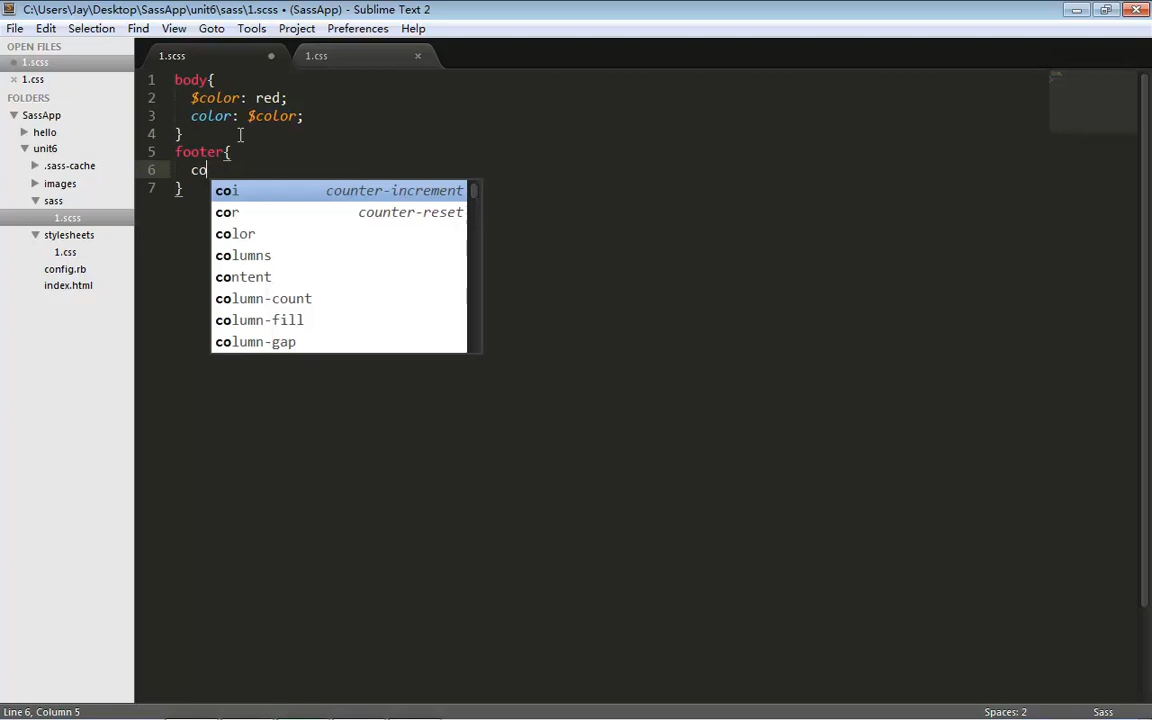 C:\Users\Jay\Desktop\SassApp\unit6\sass\1.scss • (SassApp) - Sublime Text 2
File Edit Selection Find View Goto Tools Project Preferences Help
OPEN FILES
1.scss
1.css
FOLDERS
SassApp
hello
unit6
.sass-cache
images
sass
1.scss
stylesheets
1.css
config.rb
index.html
1.scss 1.css
1 body{
2 $color: red;
3 color: $color;
4 }
5 footer{
6 co
7 }
coi counter-increment
cor counter-reset
color
columns
content
column-count
column-fill
column-gap
Line 6, Column 5 Spaces: 2 Sass